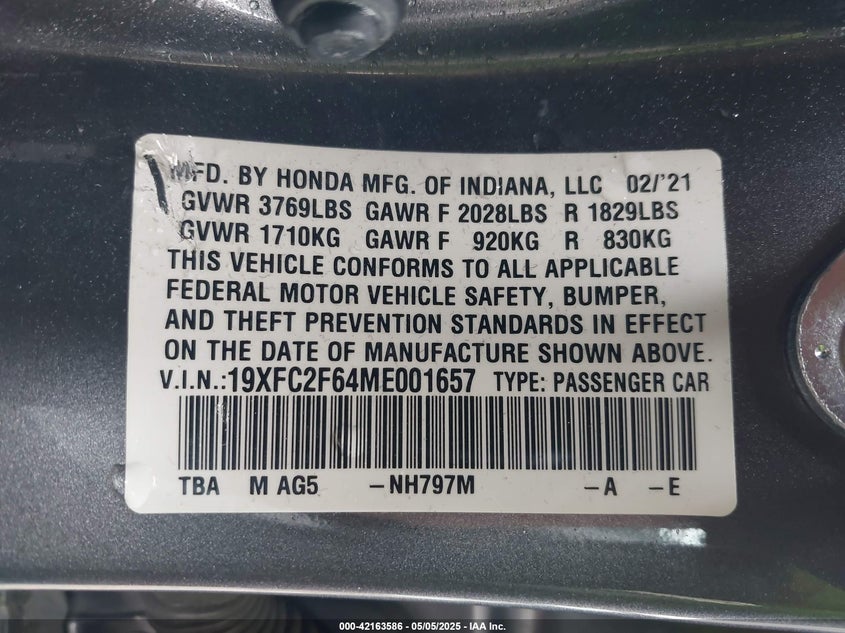 MFD. BY HONDA MFG. OF INDIANA, LLC 02/'21
GVWR 3769LBS GAWR F 2028LBS R 1829LBS
GVWR 1710KG GAWR F 920KG R 830KG
THIS VEHICLE CONFORMS TO ALL APPLICABLE
FEDERAL MOTOR VEHICLE SAFETY, BUMPER,
AND THEFT PREVENTION STANDARDS IN EFFECT
ON THE DATE OF MANUFACTURE SHOWN ABOVE.
V.I.N.:19XFC2F64ME001657 TYPE: PASSENGER CAR
TBA M AG5 -NH797M -A -E
000-42163586 - 05/05/2025 - IAA Inc.